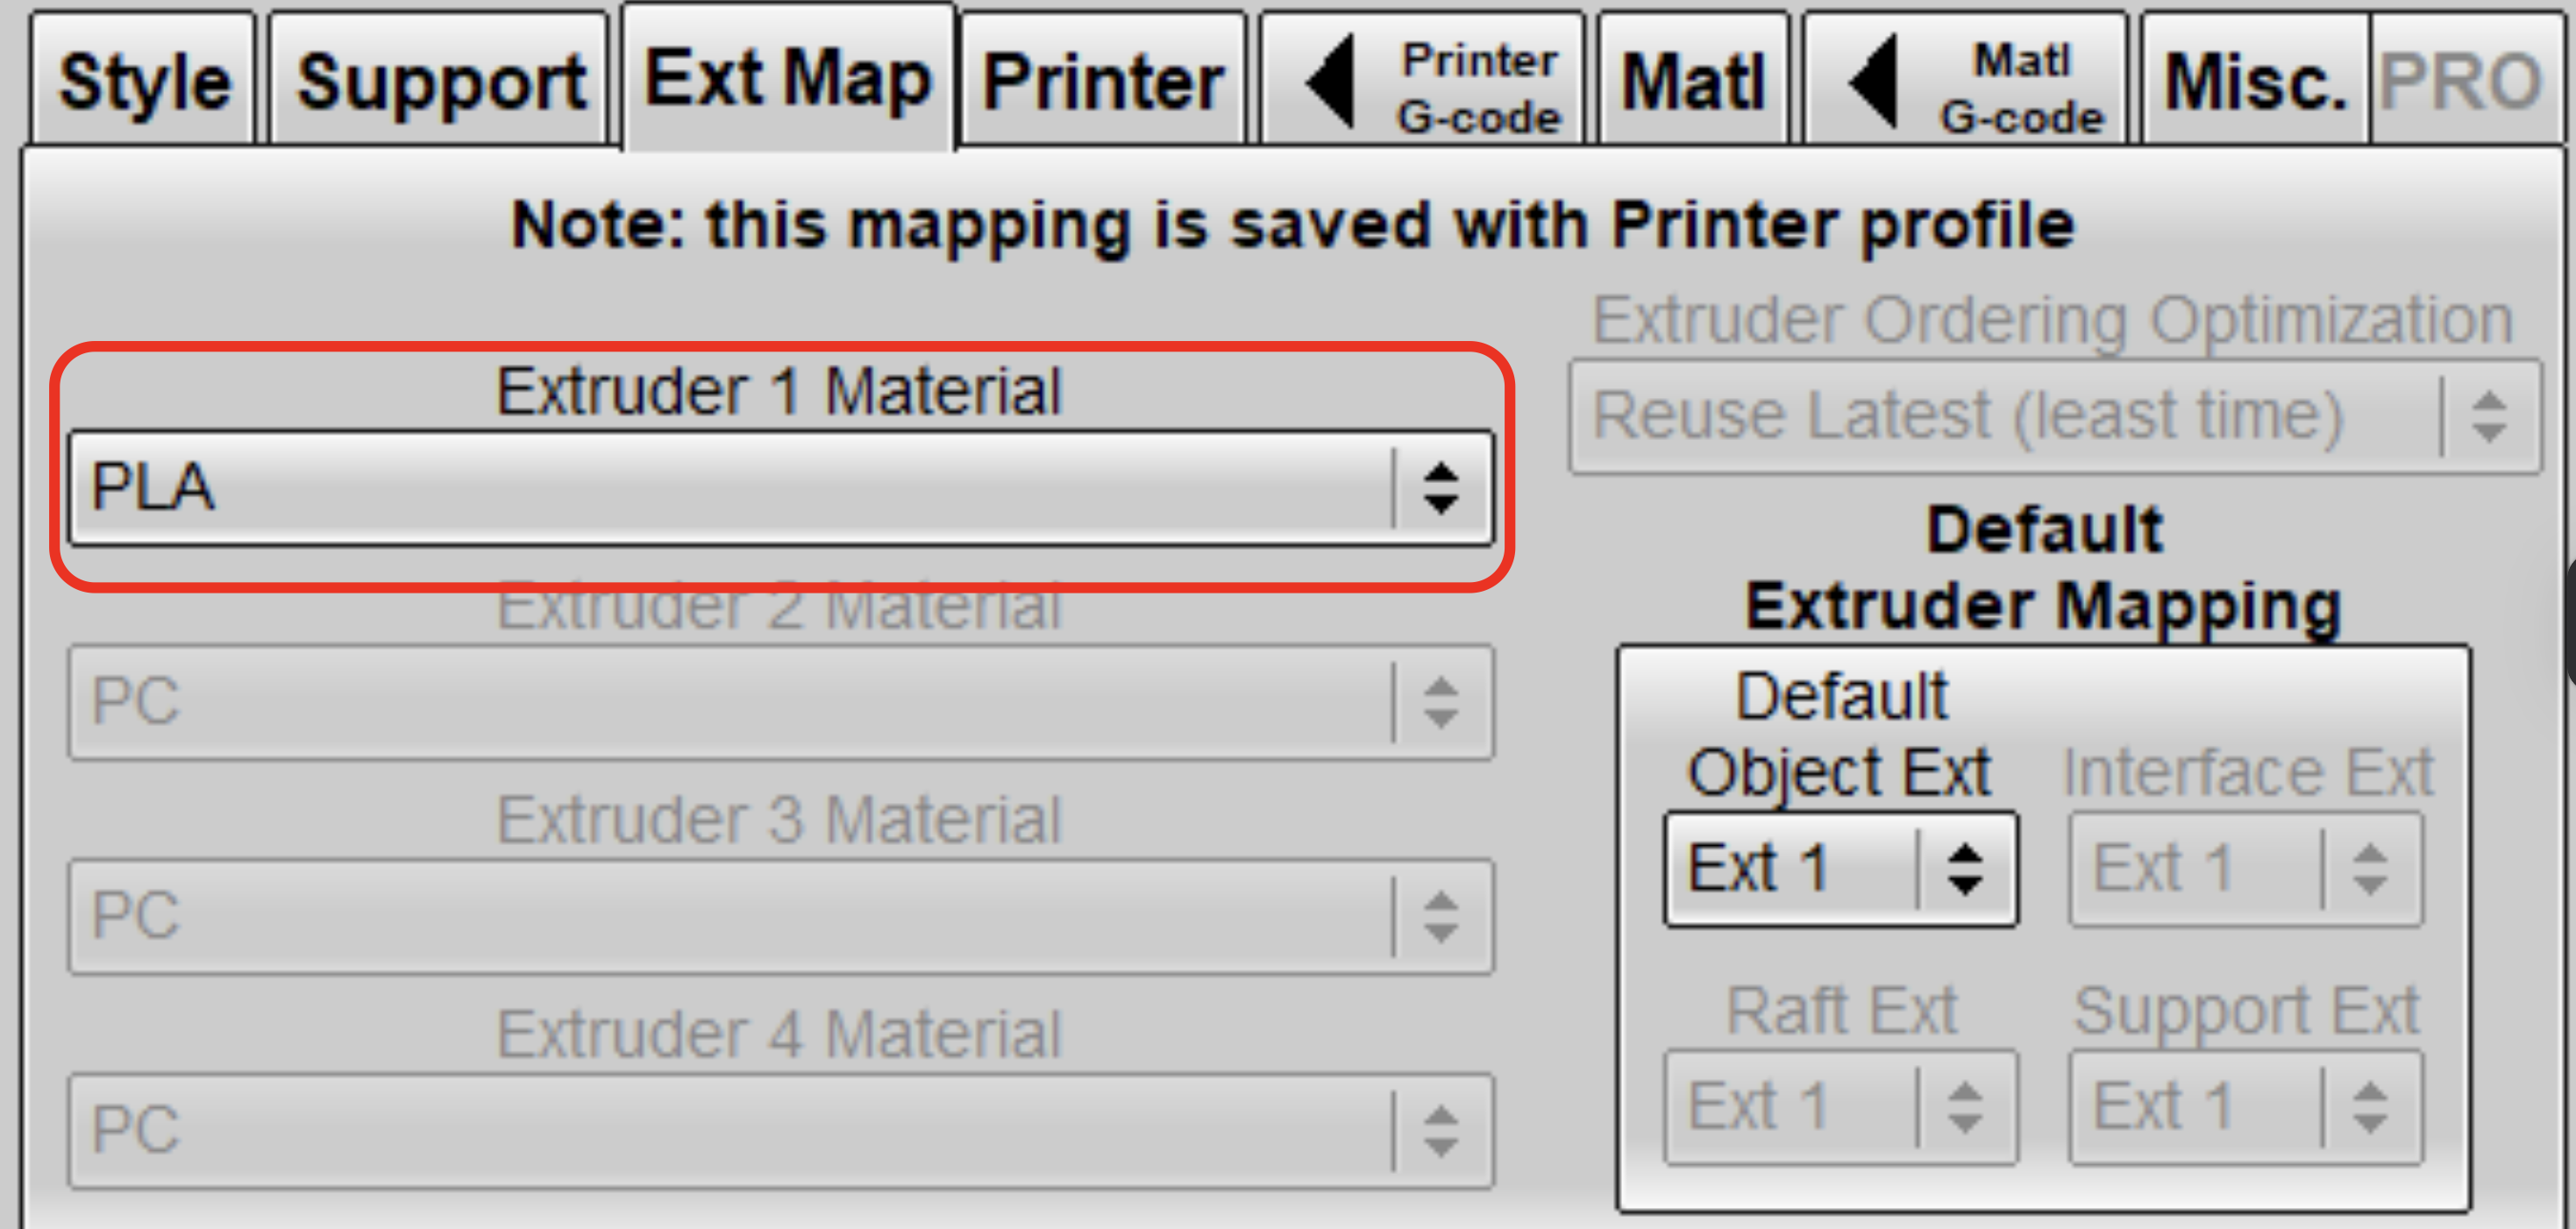 Style Support Ext Map Printer Printer G-code Matl Matl G-code Misc. PRO
Note: this mapping is saved with Printer profile
Extruder 1 Material
PLA
Extruder 2 Material
PC
Extruder 3 Material
PC
Extruder 4 Material
PC
Extruder Ordering Optimization
Reuse Latest (least time)
Default
Extruder Mapping
Default
Object Ext Interface Ext
Ext 1 Ext 1
Raft Ext Support Ext
Ext 1 Ext 1